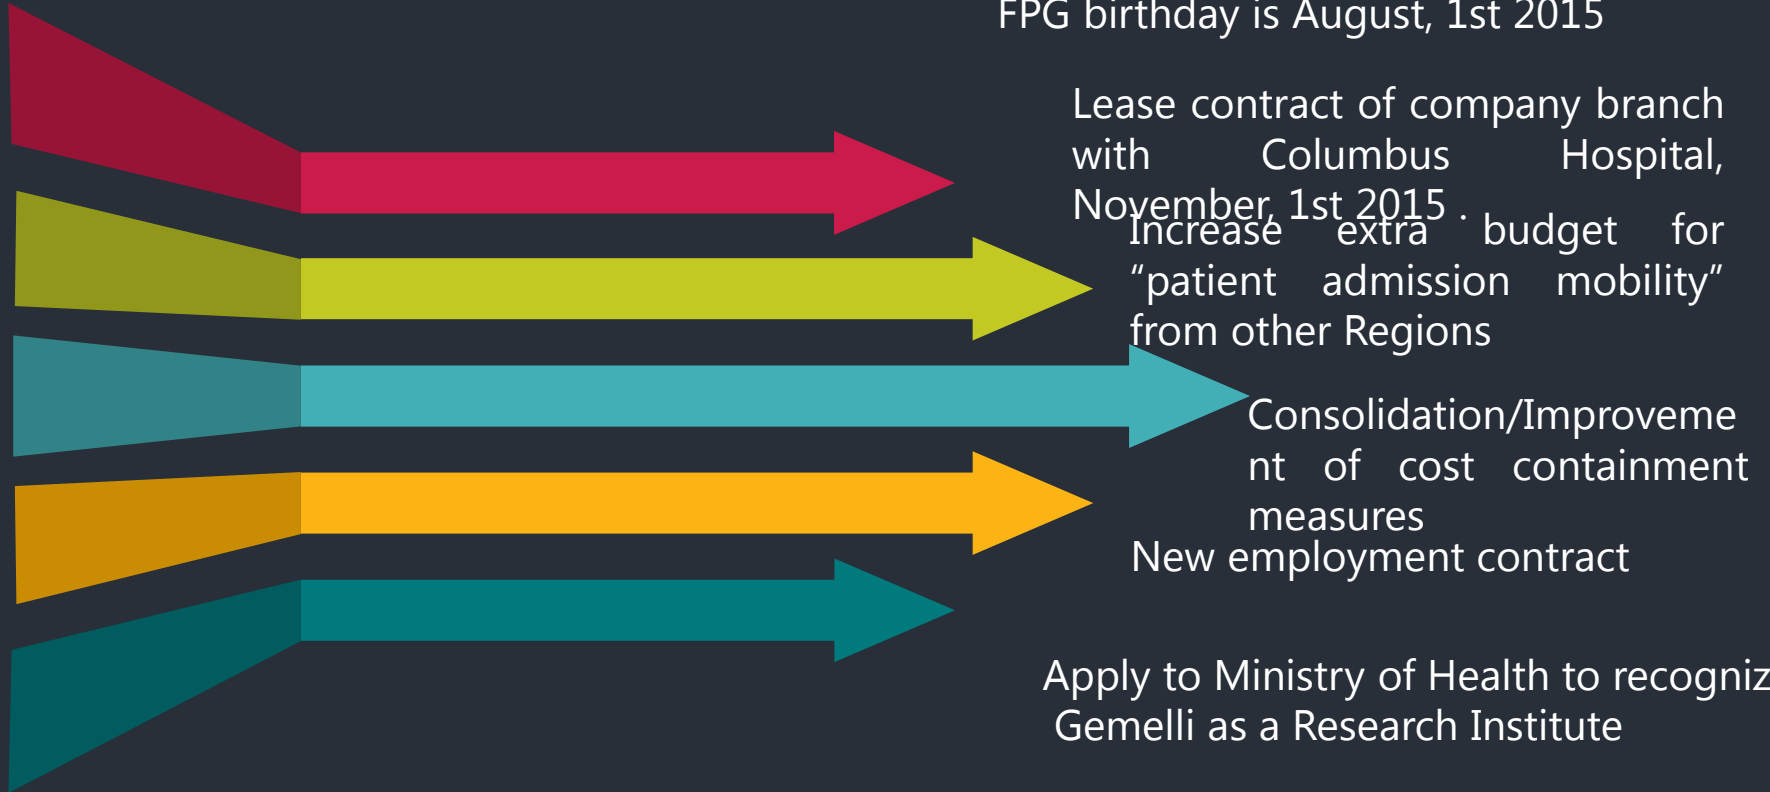 FPG birthday is August, 1st 2015
Lease contract of company branch
with Columbus Hospital,
November, 1st 2015 .
Increase extra budget for
“patient admission mobility”
from other Regions
Consolidation/Improveme
nt of cost containment
measures
New employment contract
Apply to Ministry of Health to recogniz
Gemelli as a Research Institute